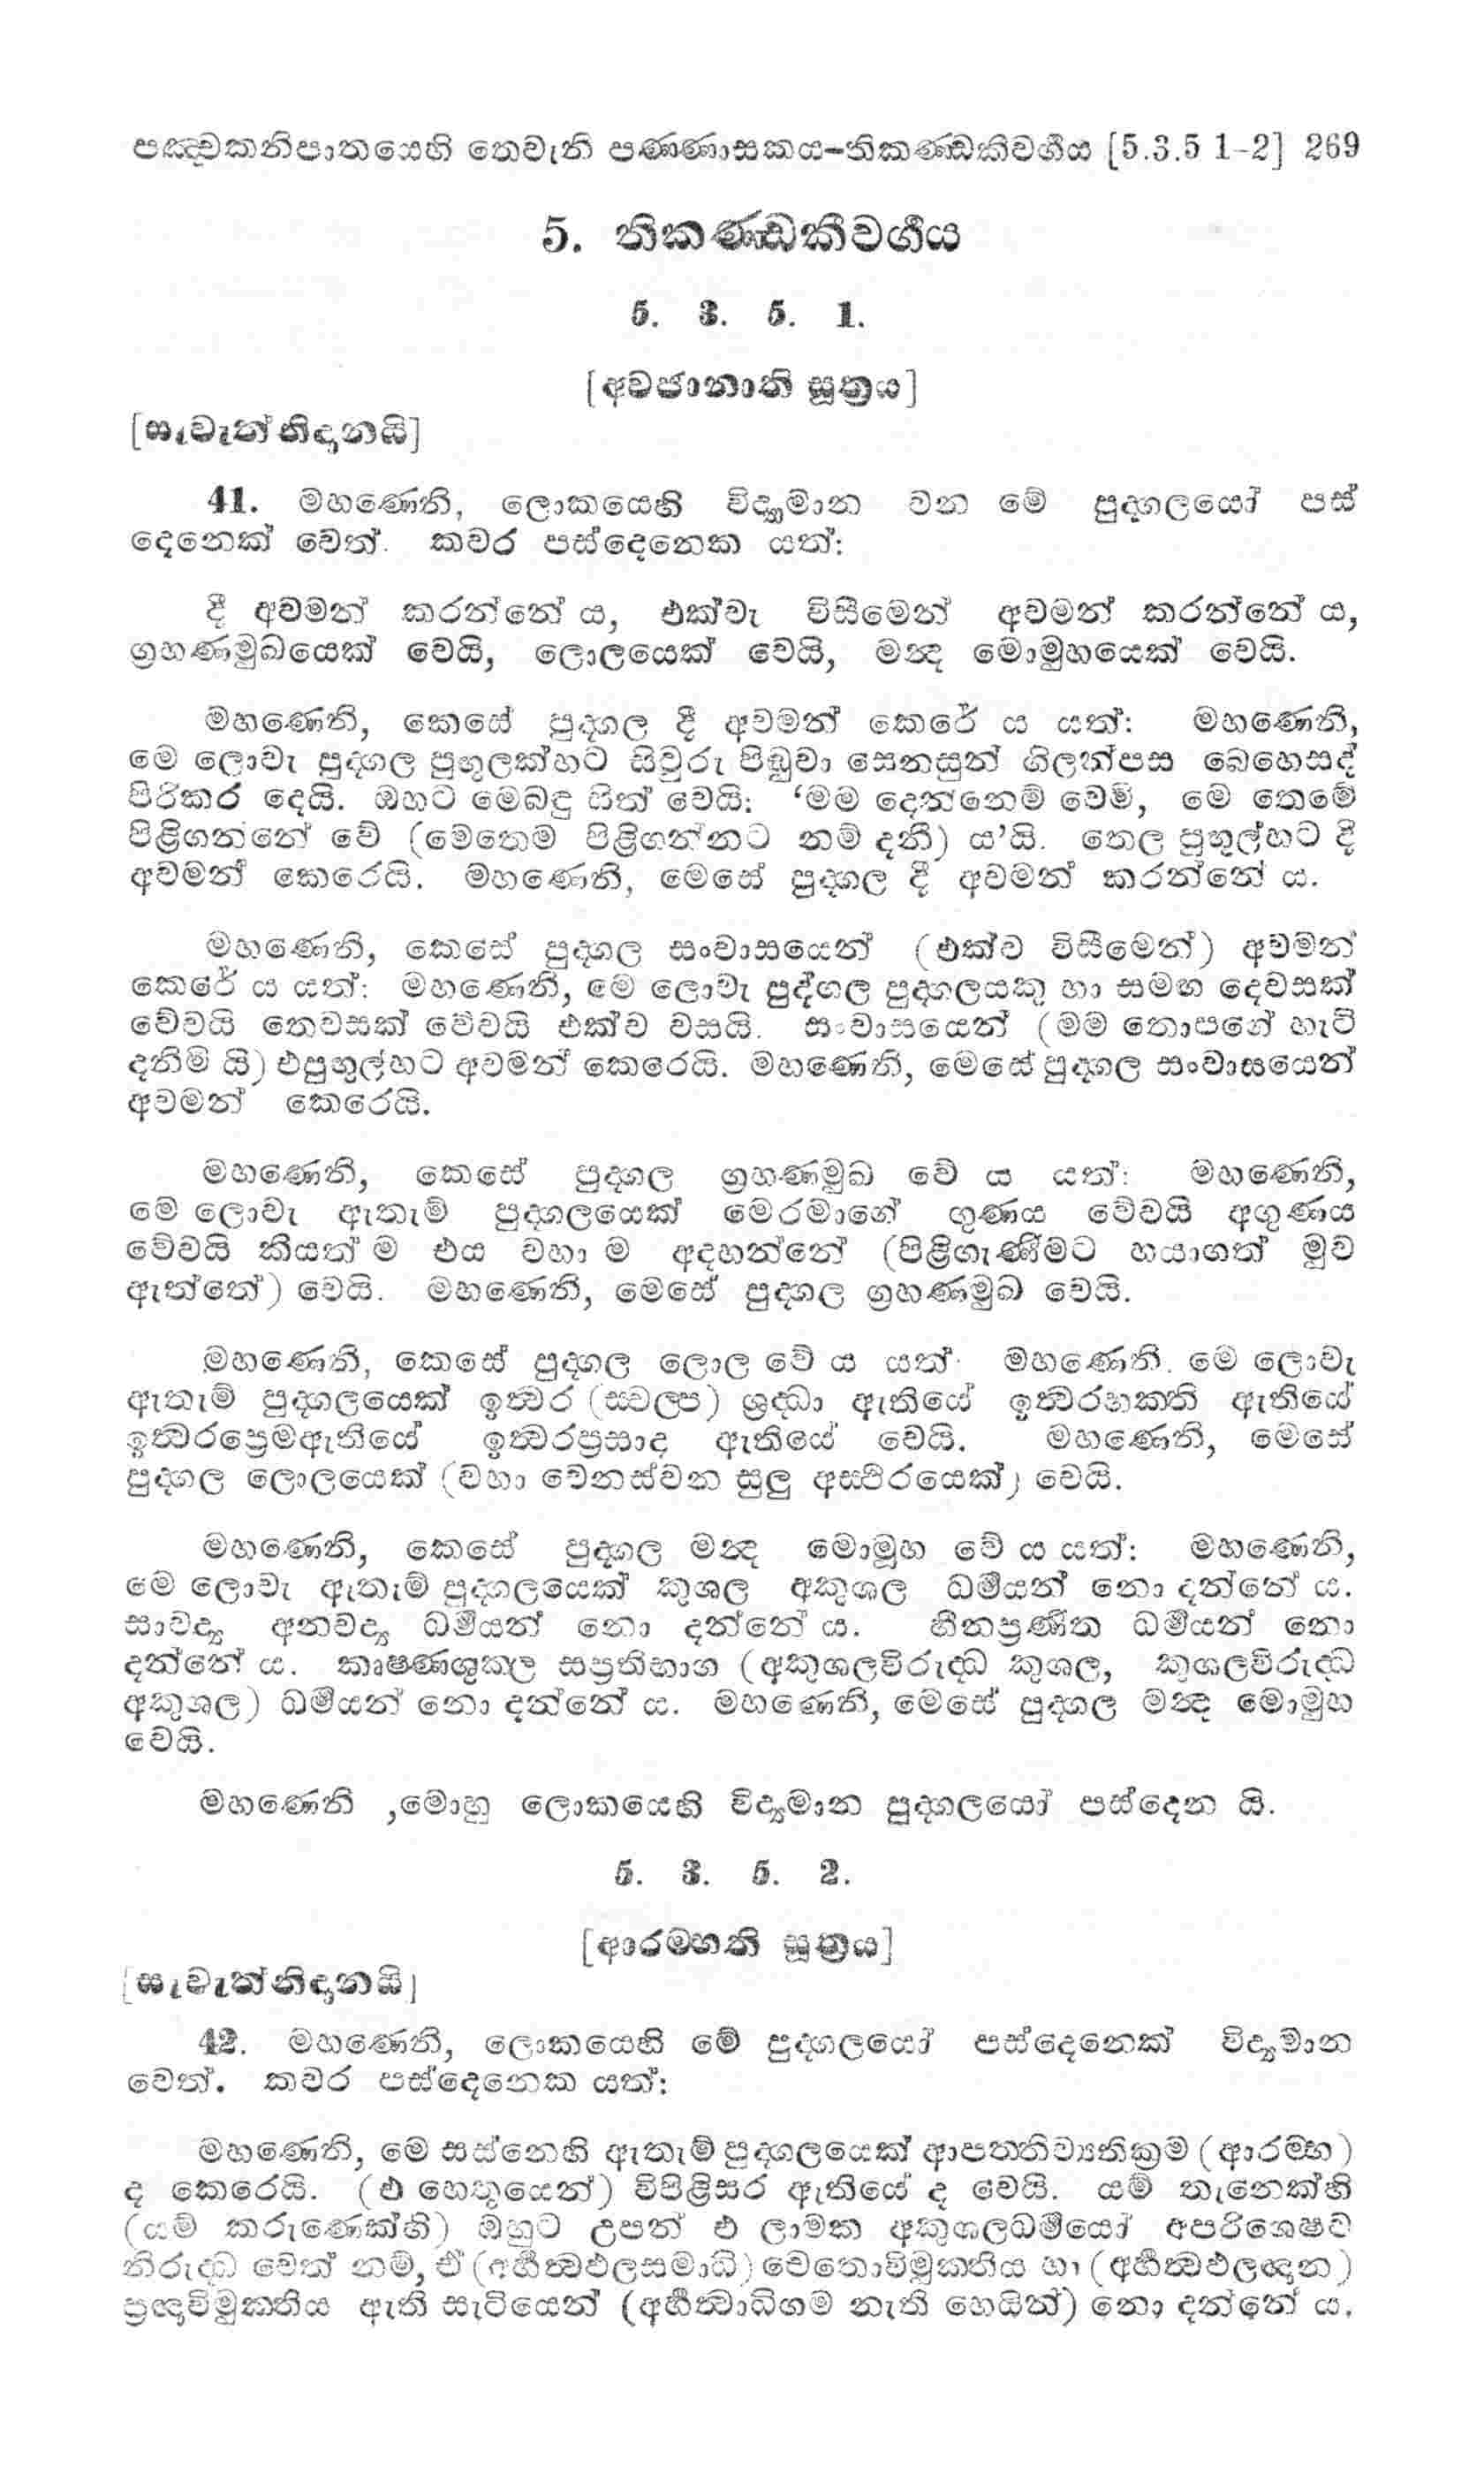 පඤ්චකනිපාතයෙහි තෙවැනි පණ්ණාසකය-තිකණ්ඩකීවර්‍ගය [5.3.5 1-2] 269
5. තිකණ්ඩකීවර්‍ගය
5. 3. 5. 1.
[අවජානාති සූත්‍රය]
[සැවැත්නිදානයි]
41. මහණෙනි, ලොකයෙහි විද්‍යාමාන වන මේ පුද්ගලයෝ පස්
දෙනෙක් වෙත්. කවර පස්දෙනෙක යත්:
දී අවමන් කරන්නේ ය, එක්වැ විසීමෙන් අවමන් කරන්නේ ය,
ග්‍රහණමුඛයෙක් වෙයි, ලොලයෙක් වෙයි, මන්‍ද මොමුහයෙක් වෙයි.
මහණෙනි, කෙසේ පුද්ගල දී අවමන් කෙරේ ය යත්: මහණෙනි,
මෙ ලොවැ පුද්ගල පුඟුලක්හට සිවුරු පිඬුවා සෙනසුන් ගිලන්පස බෙහෙසද්
පිරිකර දෙයි. ඔහට මෙබඳු සිත් වෙයි: ‘මම දෙන්නෙම් වෙමි, මෙ තෙමේ
පිළිගන්නේ වේ (මෙතෙම පිළිගන්නට නම් දනී) ය’යි. තෙල පුඟුල්හට දී
අවමන් කෙරෙයි. මහණෙනි, මෙසේ පුද්ගල දී අවමන් කරන්නේ ය.
මහණෙනි, කෙසේ පුද්ගල සංවාසයෙන් (එක්ව විසීමෙන්) අවමන්
කෙරේ ය යත්: මහණෙනි, මෙ ලොවැ පුද්ගල පුද්ගලයකු හා සමඟ දෙවසක්
වේවයි තෙවසක් වේවයි එක්ව වසයි. සංවාසයෙන් (මම තොපගේ හැටි
දනිමි යි) එපුඟුල්හට අවමන් කෙරෙයි. මහණෙනි, මෙසේ පුද්ගල සංවාසයෙන්
අවමන් කෙරෙයි.
මහණෙනි, කෙසේ පුද්ගල ග්‍රහණමුඛ වේ ය යත්: මහණෙනි,
මෙ ලොවැ ඇතැම් පුද්ගලයෙක් මෙරමාගේ ගුණය වේවයි අගුණය
වේවයි කියත් ම එය වහා ම අදහන්නේ (පිළිගැණීමට හයාගත් මුව
ඇත්තේ) වෙයි. මහණෙනි, මෙසේ පුද්ගල ග්‍රහණමුඛ වෙයි.
මහණෙනි, කෙසේ පුද්ගල ලොල වේ ය යත්: මහණෙනි. මෙ ලොවැ
ඇතැම් පුද්ගලයෙක් ඉත්‍වර (ස්වල්ප) ශ්‍රද්ධා ඇතියේ ඉත්‍වරභක්ති ඇතියේ
ඉත්‍වරප්‍රෙමඇතියේ ඉත්‍වරප්‍රසාද ඇතියේ වෙයි. මහණෙනි, මෙසේ
පුද්ගල ලොලයෙක් (වහා වෙනස්වන සුලු අස්ථිරයෙක්) වෙයි.
මහණෙනි, කෙසේ පුද්ගල මන්‍ද මොමූහ වේ ය යත්: මහණෙනි,
මෙ ලොවැ ඇතැම් පුද්ගලයෙක් කුශල අකුශල ධර්‍මයන් නො දන්නේ ය.
සාවද්‍ය අනවද්‍ය ධර්‍මයන් නො දන්නේ ය. හීනප්‍රණීත ධර්‍මයන් නො
දන්නේ ය. කෘෂ්ණශුක්ල සප්‍රතිභාග (අකුශලවිරුද්ධ කුශල, කුශලවිරුද්ධ
අකුශල) ධර්‍මයන් නො දන්නේ ය. මහණෙනි, මෙසේ පුද්ගල මන්‍ද මොමුහ
වෙයි.
මහණෙනි ,මොහු ලොකයෙහි විද්‍යමාන පුද්ගලයෝ පස්දෙන යි.
5. 3. 5. 2.
[ආරම්භති සූත්‍රය]
[සැවැත්නිදානයි]
42. මහණෙනි, ලොකයෙහි මේ පුද්ගලයෝ පස්දෙනෙක් විද්‍යමාන
වෙත්. කවර පස්දෙනෙක යත්:
මහණෙනි, මෙ සස්නෙහි ඇතැම් පුද්ගලයෙක් ආපත්තිව්‍යතික්‍රම (ආරම්භ)
ද කෙරෙයි. (එ හෙතුයෙන්) විපිළිසර ඇතියේ ද වෙයි. යම් තැනෙක්හි
(යම් කරුණෙක්හි) ඔහුට උපන් එ ලාමක අකුශලධර්‍මයෝ අපරිශෙෂව
නිරුද්ධ වෙත් නම්, ඒ (අර්‍හත්‍වඵලසමාධි) චෙතොවිමුක්තිය හා (අර්‍හත්‍වඵලඥාන)
ප්‍රඥාවිමුක්තිය ඇති සැටියෙන් (අර්‍හත්‍වාධිගම නැති හෙයින්) නො දන්නේ ය.